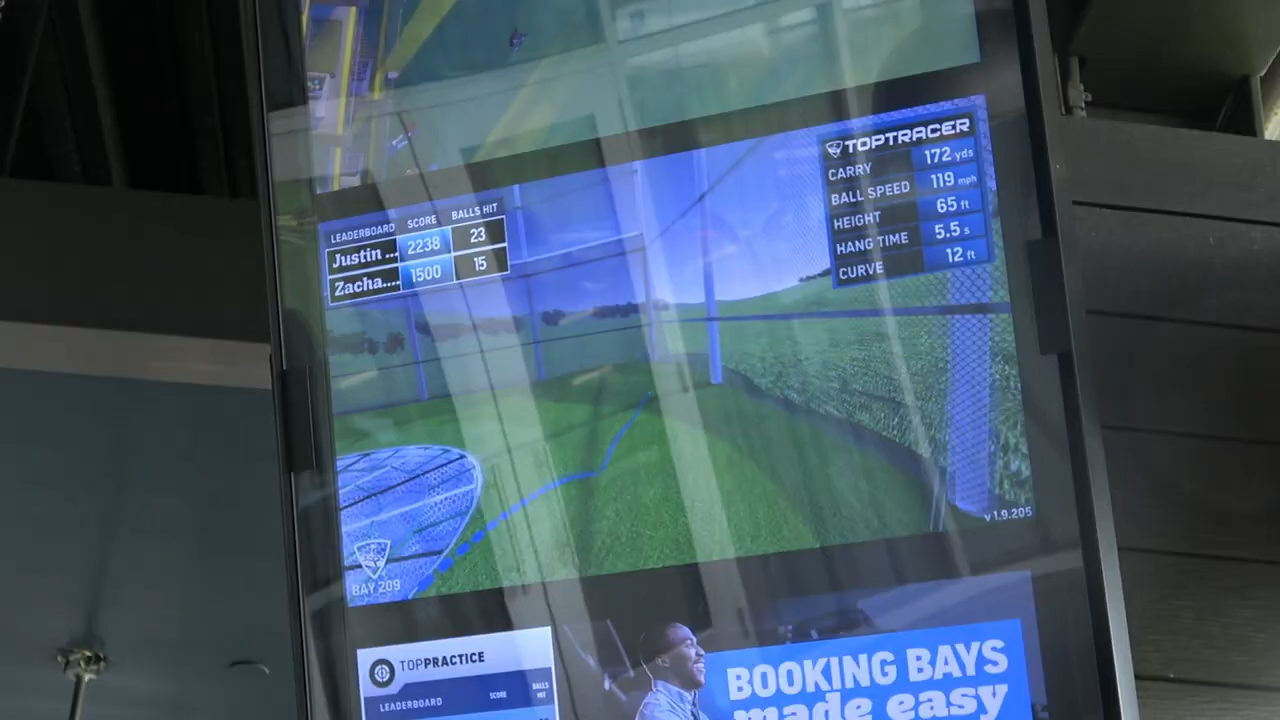 TOPTRACER
CARRY 172 yds
BALL SPEED 119 mph
HEIGHT 65 ft
HANG TIME 5.5 s
CURVE 12 ft
LEADERBOARD SCORE BALLS HIT
Justin ... 2238 23
Zacha.... 1500 15
v 1.9.205
BAY 209
TOPPRACTICE
LEADERBOARD SCORE BALLS HIT
BOOKING BAYS
made easy